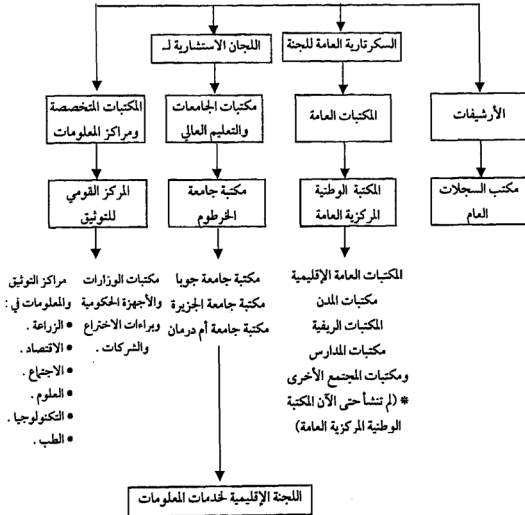 السكرتارية العامة للجنة
اللجان الاستشارية لــ
الأرشيفات
المكتبات العامة
مكتبات الجامعات
والتعليم العالي
المكتبات المتخصصة
ومراكز المعلومات
مكتب السجلات
العام
المكتبة الوطنية
المركزية العامة
مكتبة جامعة
الخرطوم
المركز القومي
للتوثيق
المكتبات العامة الإقليمية
مكتبات المدن
المكتبات الريفية
مكتبات المدارس
ومكتبات المجتمع الأخرى
* (لم تنشأ حتى الآن المكتبة
الوطنية المركزية العامة)
مكتبة جامعة جوبا
مكتبة جامعة الجزيرة
مكتبة جامعة أم درمان
مكتبات الوزارات
والأجهزة الحكومية
وبراءات الاختراع
والشركات .
مراكز التوثيق
والمعلومات في :
• الزراعة .
• الاقتصاد .
• الاجتماع .
• العلوم .
• التكنولوجيا .
• الطب .
اللجنة الإقليمية لخدمات المعلومات